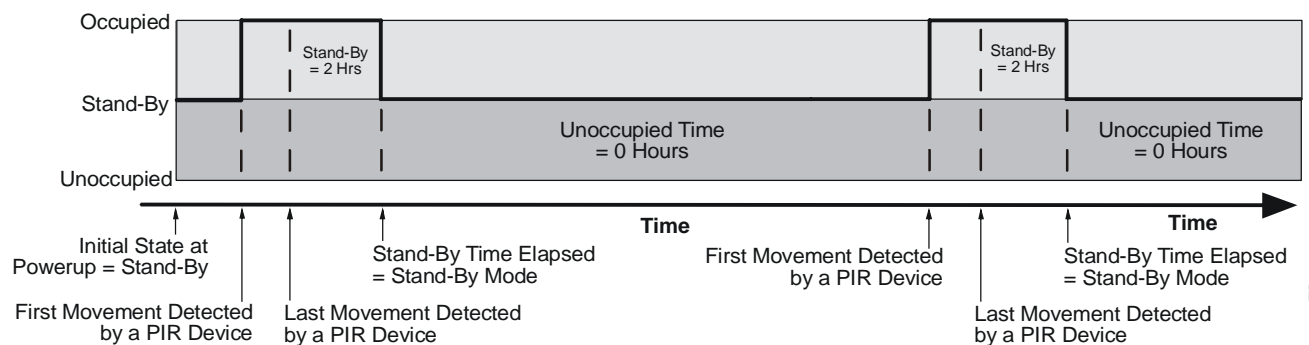 Occupied
Stand-By
= 2 Hrs
Stand-By
= 2 Hrs
Stand-By
Unoccupied Time
= 0 Hours
Unoccupied Time
= 0 Hours
Unoccupied
Time
Time
Initial State at
Powerup = Stand-By
Stand-By Time Elapsed
= Stand-By Mode
First Movement Detected
by a PIR Device
Stand-By Time Elapsed
= Stand-By Mode
First Movement Detected
by a PIR Device
Last Movement Detected
by a PIR Device
Last Movement Detected
by a PIR Device